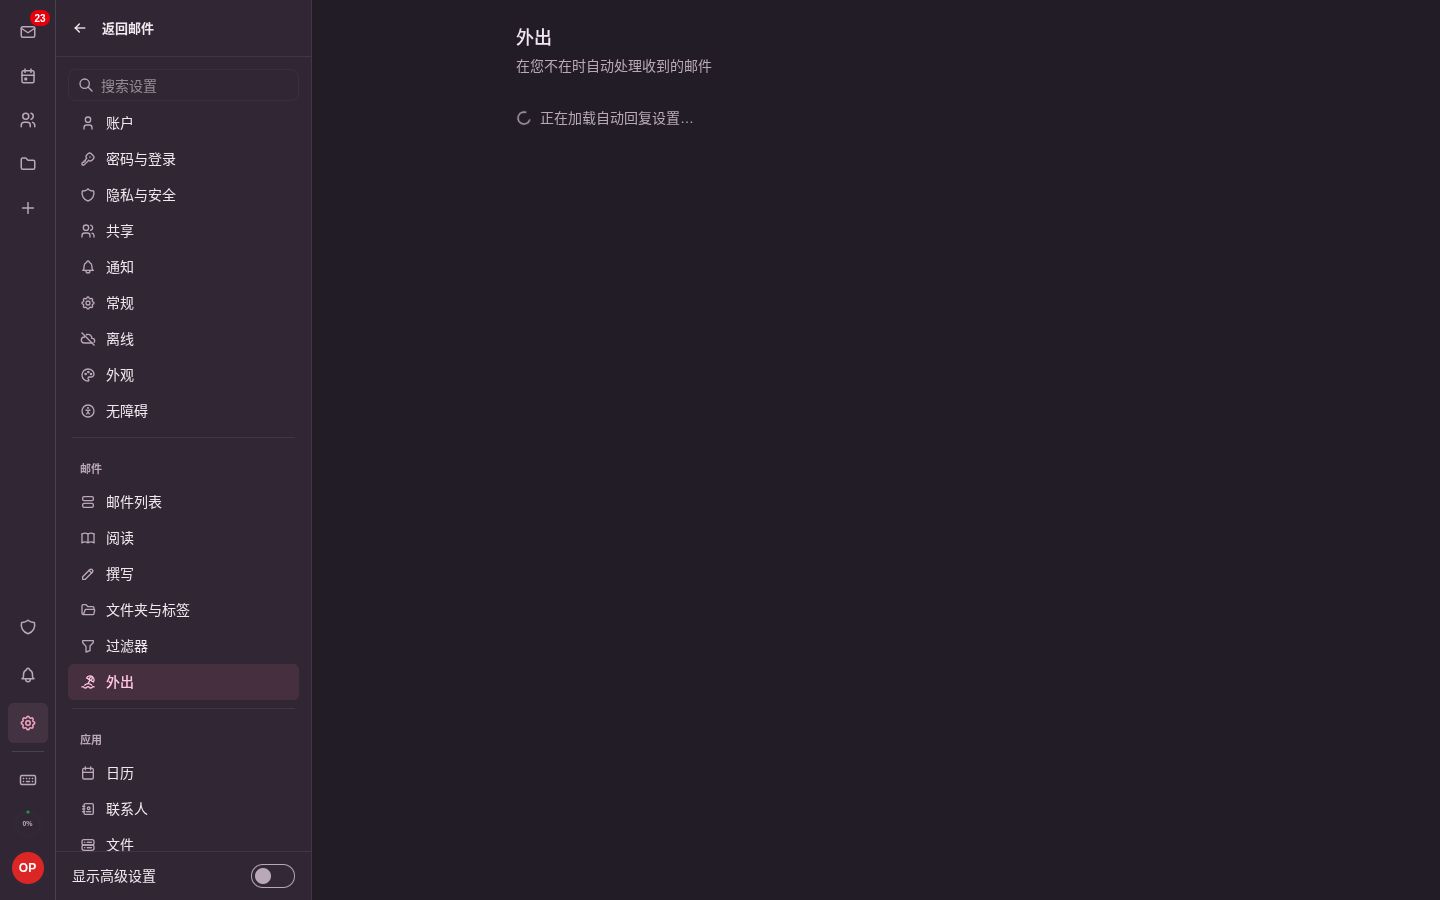 23
返回邮件
搜索设置
账户
密码与登录
隐私与安全
共享
通知
常规
离线
外观
无障碍
邮件
邮件列表
阅读
撰写
文件夹与标签
过滤器
外出
应用
日历
联系人
文件
显示高级设置
0%
OP
外出
在您不在时自动处理收到的邮件
正在加载自动回复设置…